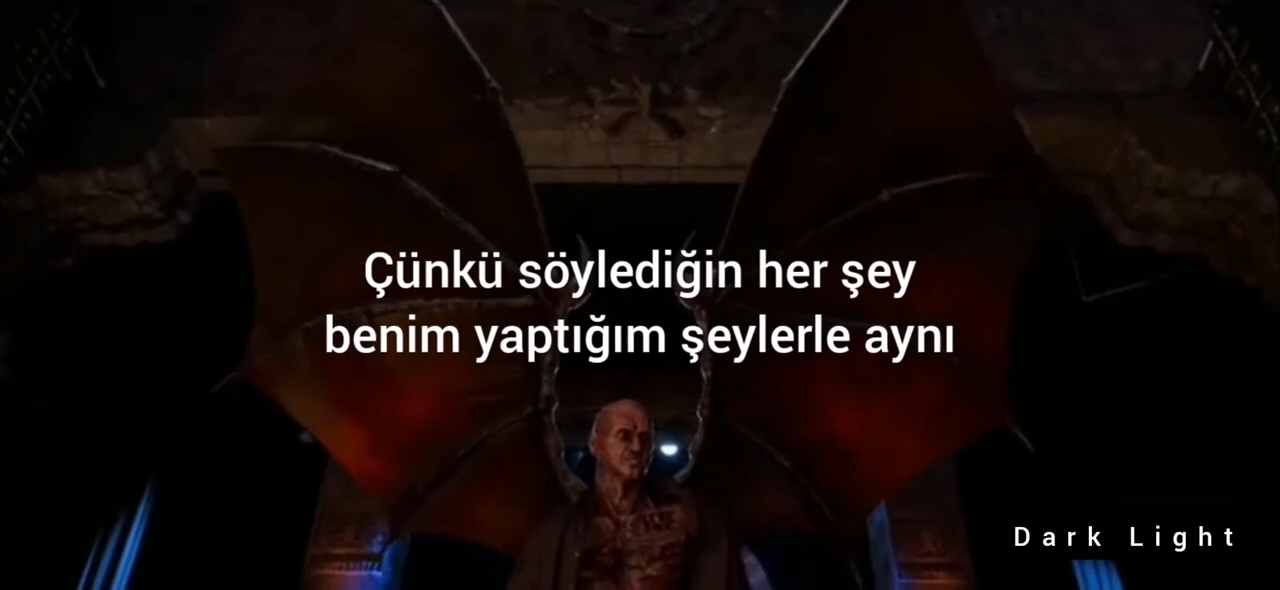 Çünkü söylediğin her şey
benim yaptığım şeylerle aynı
Dark Light